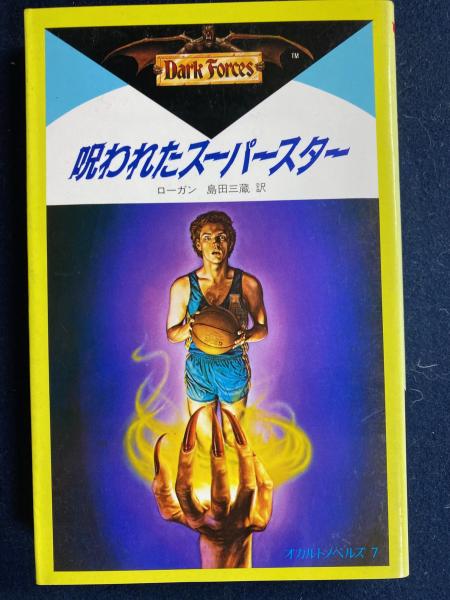 Dark Forces ™
呪われたスーパースター
ローガン 島田三蔵 訳
オカルトノベルズ 7